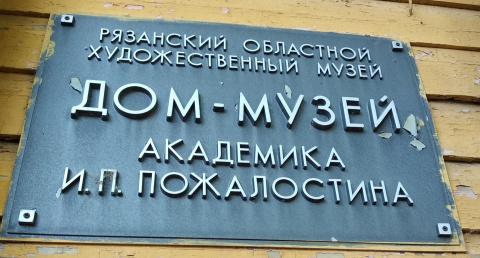 РЯЗАНСКИЙ ОБЛАСТНОЙ
ХУДОЖЕСТВЕННЫЙ МУЗЕЙ
ДОМ-МУЗЕЙ
АКАДЕМИКА
И.П. ПОЖАЛОСТИНА